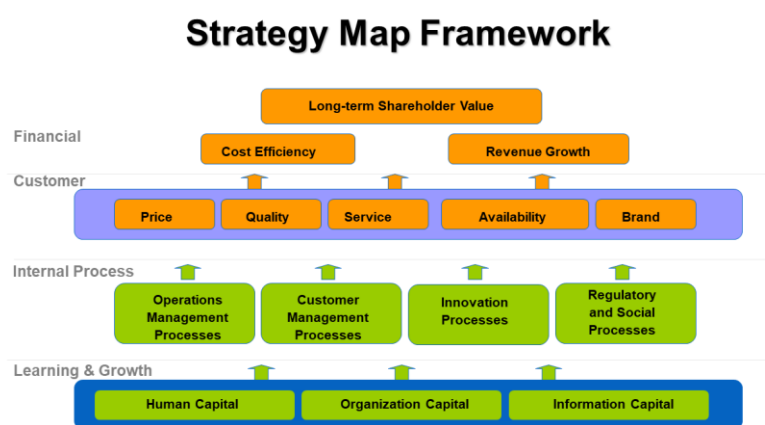 Strategy Map Framework
Long-term Shareholder Value
Financial
Cost Efficiency
Revenue Growth
Customer
Price
Quality
Service
Availability
Brand
Internal Process
Operations
Management
Processes
Customer
Management
Processes
Innovation
Processes
Regulatory
and Social
Processes
Learning & Growth
Human Capital
Organization Capital
Information Capital